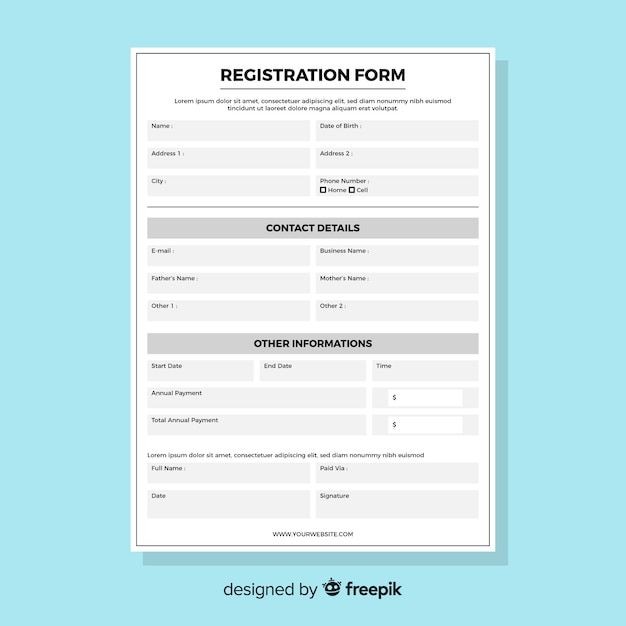 REGISTRATION FORM
Lorem ipsum dolor sit amet, consectetuer adipiscing elit, sed diam nonummy nibh euismod
tincidunt ut laoreet dolore magna aliquam erat volutpat.
Name :
Date of Birth :
Address 1 :
Address 2 :
City :
Phone Number :
Home Cell
CONTACT DETAILS
E-mail :
Business Name :
Father's Name :
Mother's Name :
Other 1 :
Other 2 :
OTHER INFORMATIONS
Start Date
End Date
Time
Annual Payment
$
Total Annual Payment
$
Lorem ipsum dolor sit amet, consectetuer adipiscing elit, sed diam nonummy
Full Name :
Paid Via :
Date
Signature
WWW.YOURWEBSITE.COM
designed by freepik